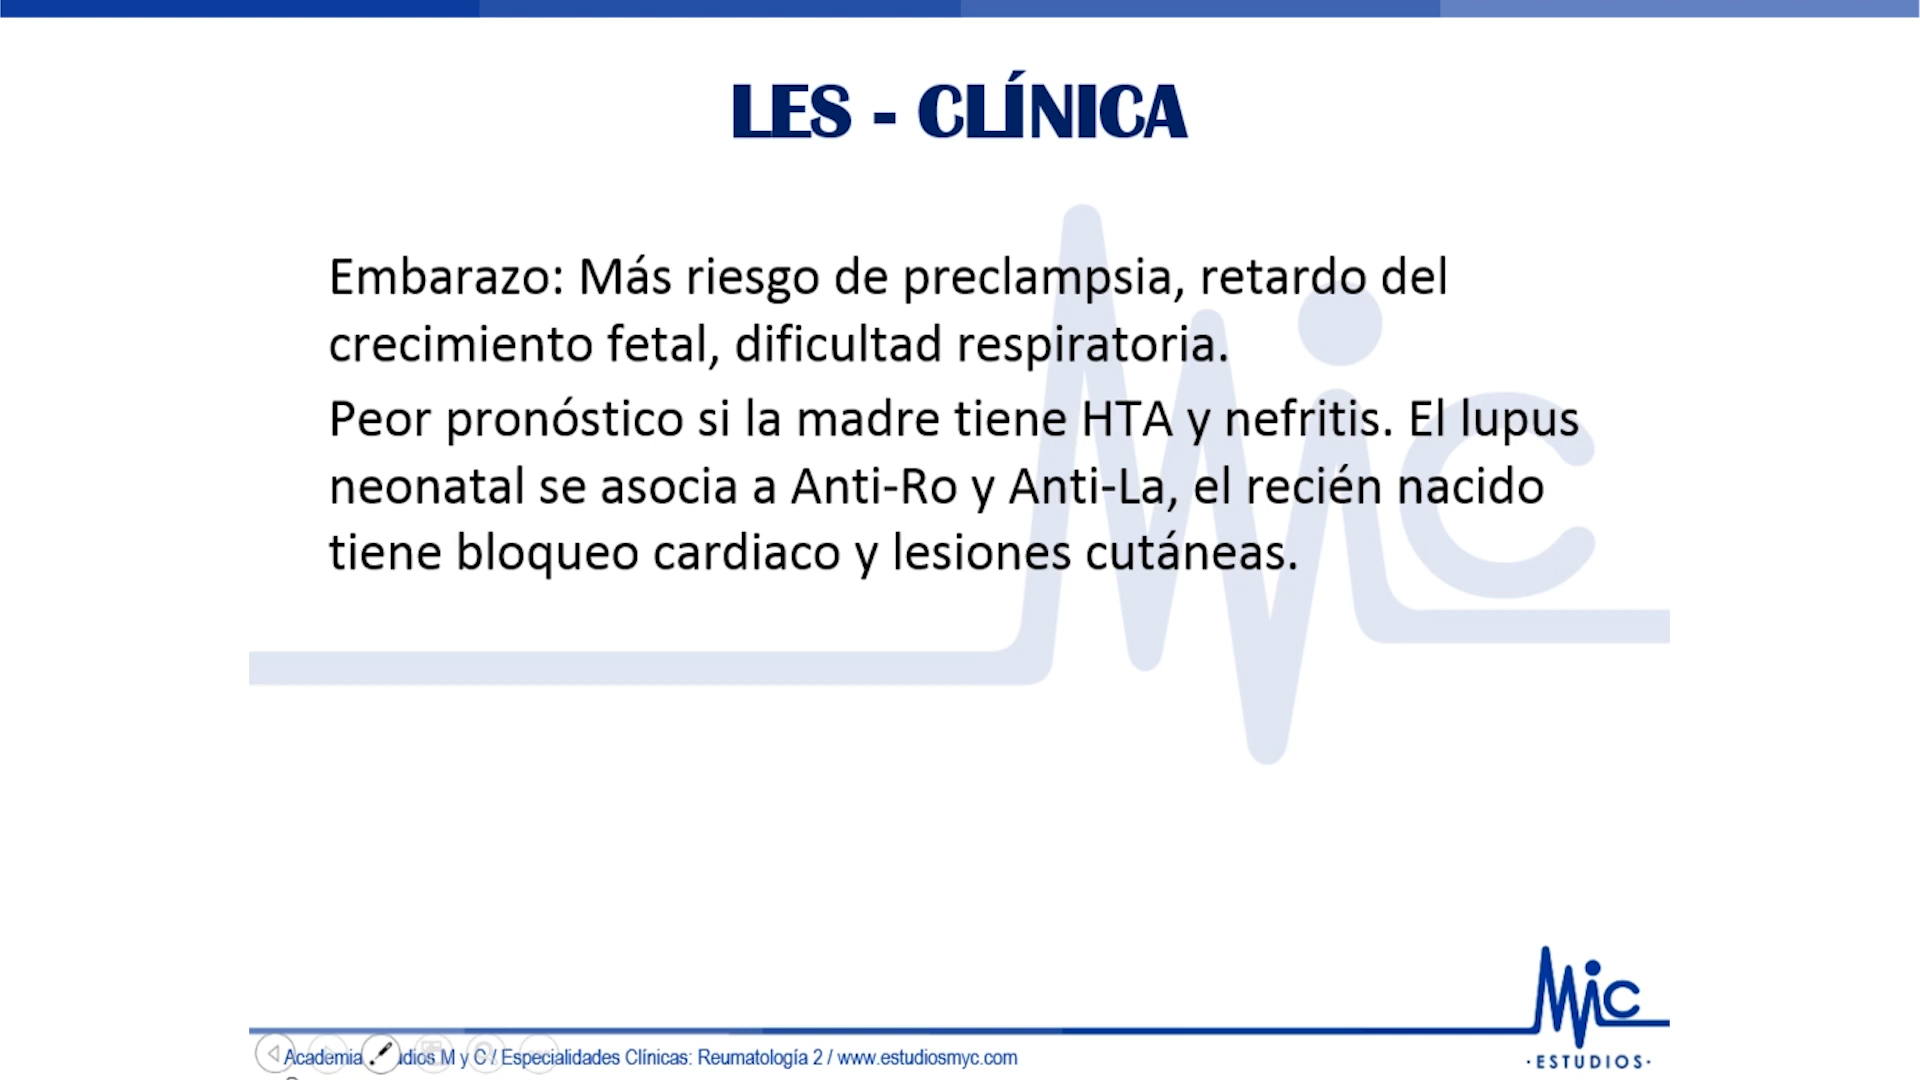 LES - CLÍNICA
Embarazo: Más riesgo de preclampsia, retardo del
crecimiento fetal, dificultad respiratoria.
Peor pronóstico si la madre tiene HTA y nefritis. El lupus
neonatal se asocia a Anti-Ro y Anti-La, el recién nacido
tiene bloqueo cardiaco y lesiones cutáneas.
Mic
Mic
·ESTUDIOS·
Academia M y C / Especialidades Clínicas: Reumatología 2 / www.estudiosmyc.com